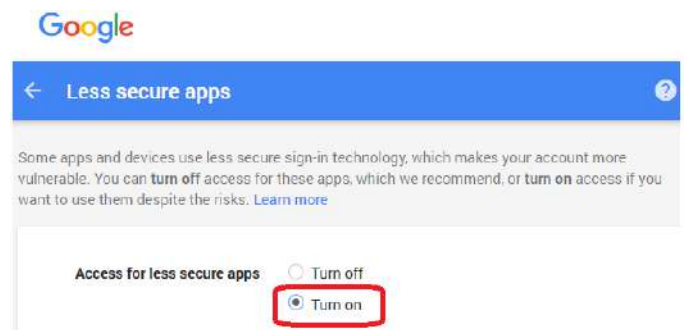 Google
Less secure apps
?
Some apps and devices use less secure sign-in technology, which makes your account more
vulnerable. You can turn off access for these apps, which we recommend, or turn on access if you
want to use them despite the risks. Learn more
Access for less secure apps
Turn off
Turn on